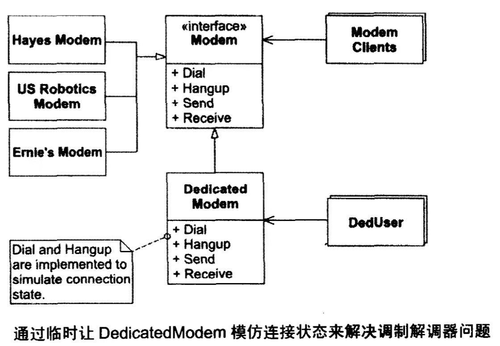 Hayes Modem
US Robotics
Modem
Ernie's Modem
«interface»
Modem
+ Dial
+ Hangup
+ Send
+ Receive
Modem
Clients
Dedicated
Modem
+ Dial
+ Hangup
+ Send
+ Receive
DedUser
Dial and Hangup
are implemented to
simulate connection
state.
通过临时让 DedicatedModem 模仿连接状态来解决调制解调器问题